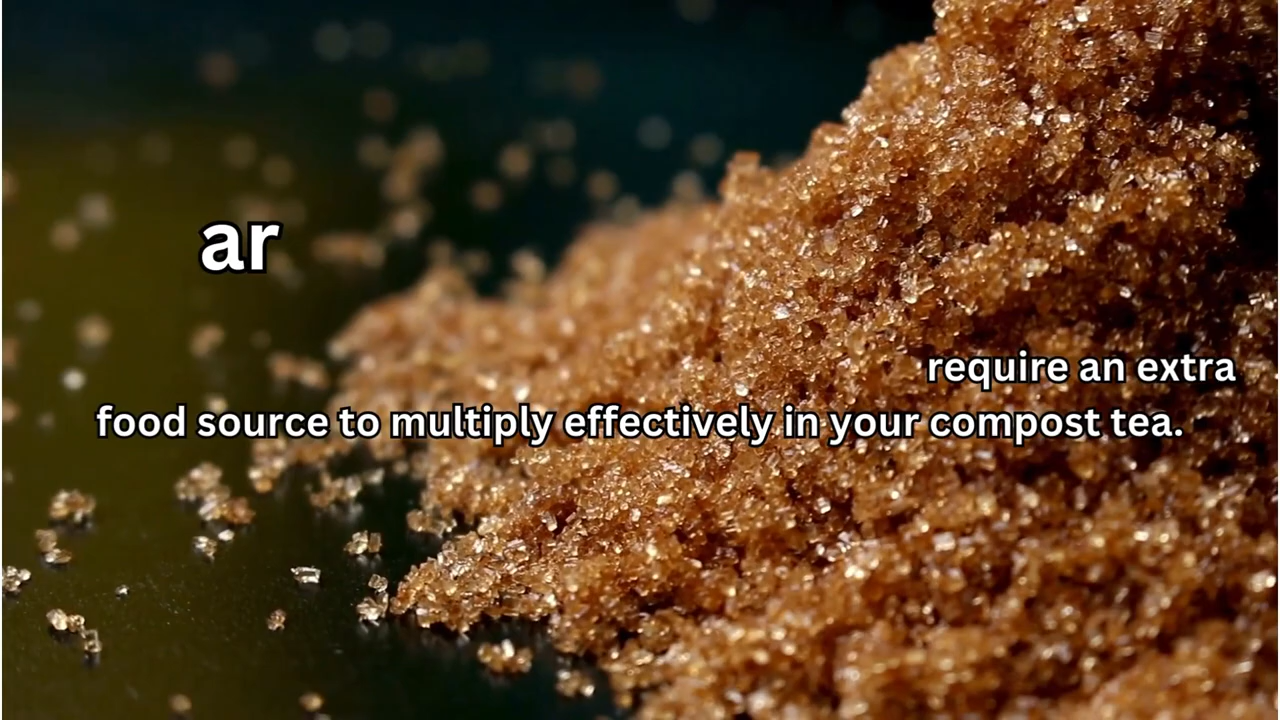 ar
require an extra
food source to multiply effectively in your compost tea.